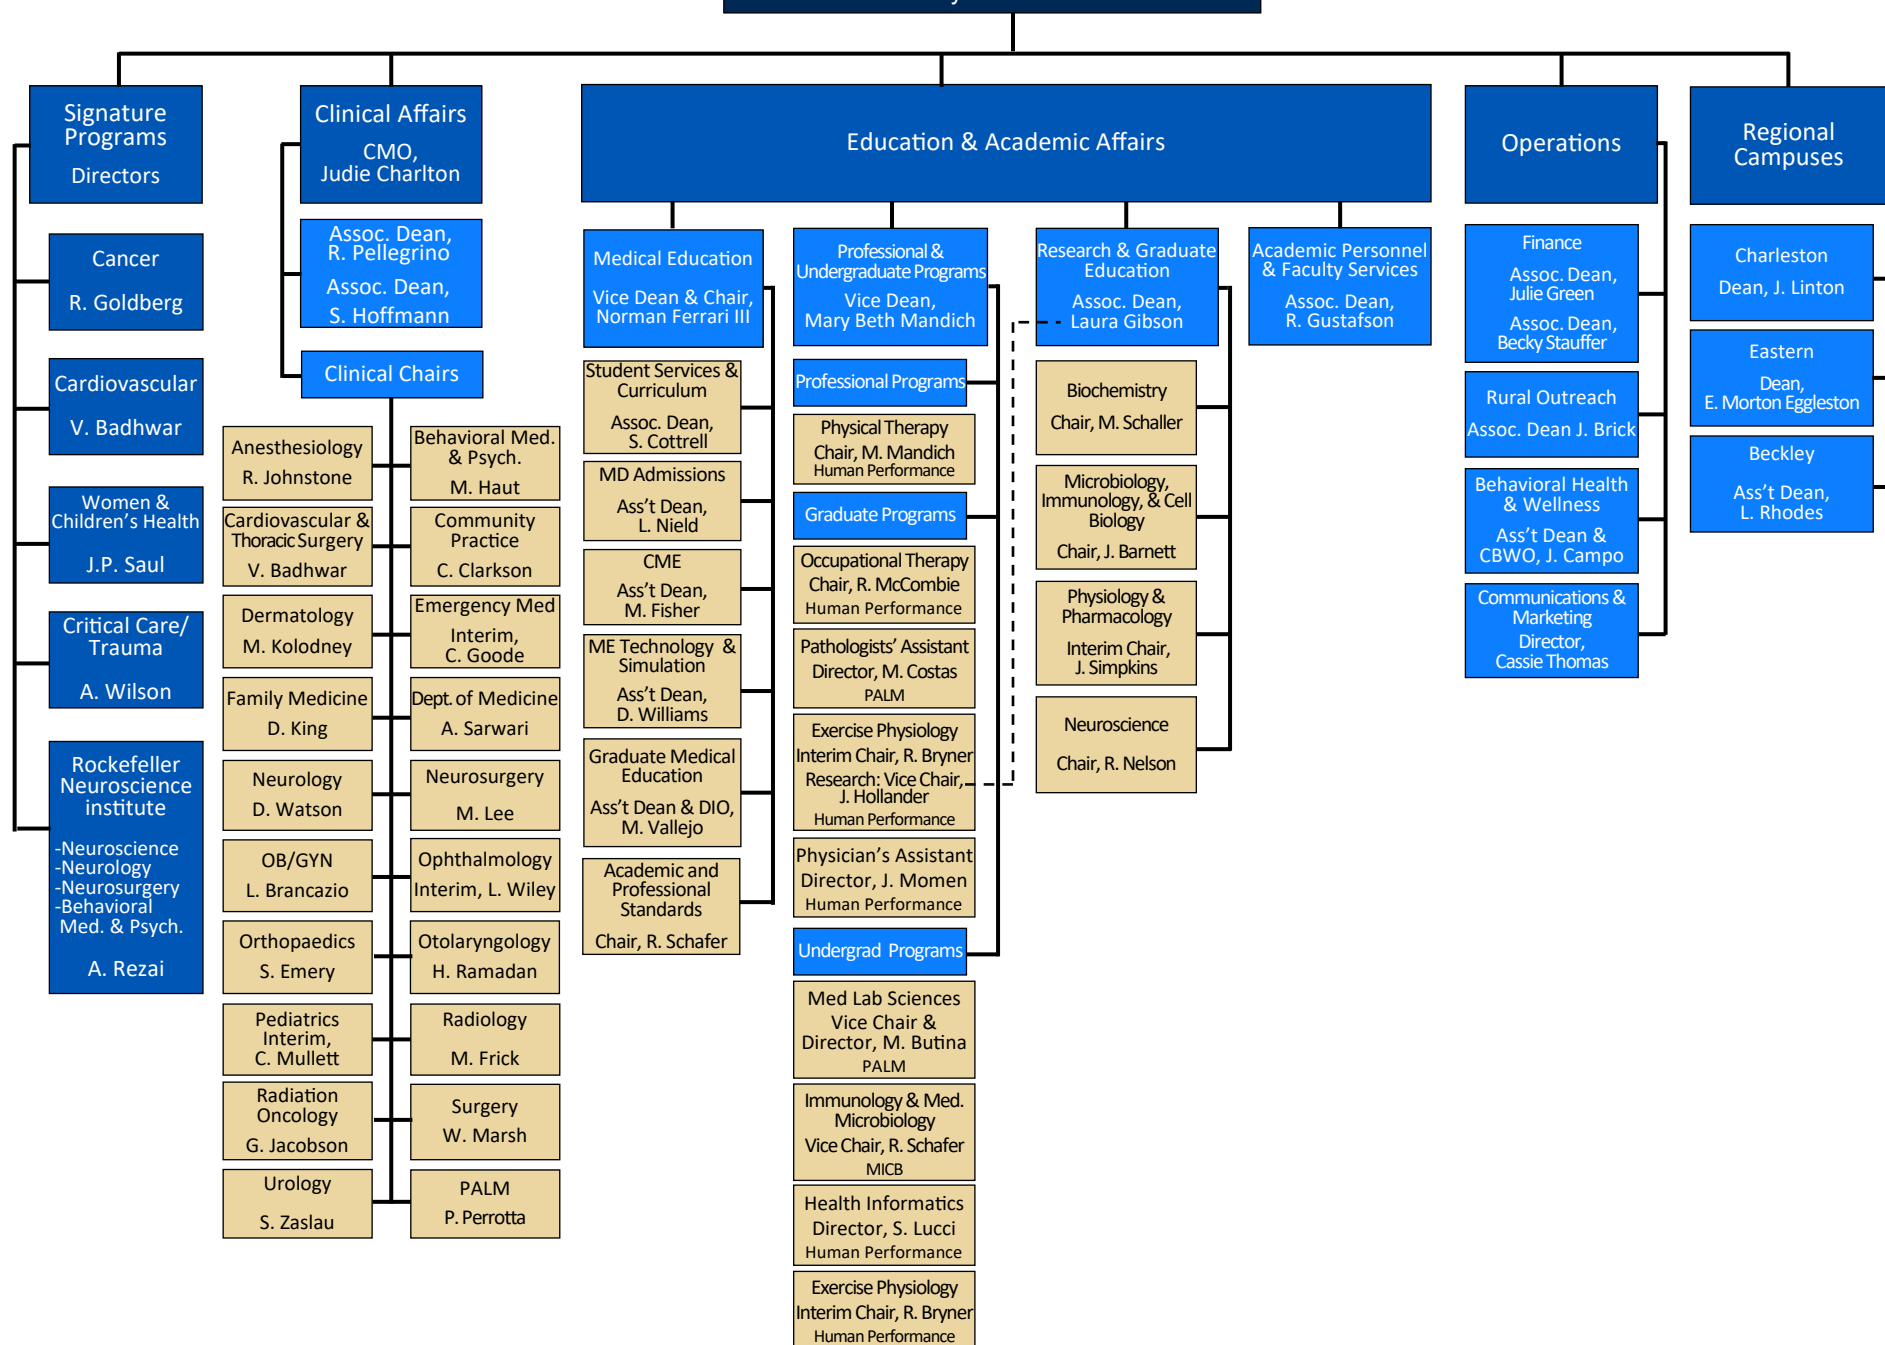 Signature
Programs
Directors
Cancer
R. Goldberg
Cardiovascular
V. Badhwar
Women &
Children's Health
J.P. Saul
Critical Care/
Trauma
A. Wilson
Rockefeller
Neuroscience
institute
-Neuroscience
-Neurology
-Neurosurgery
-Behavioral
Med. & Psych.
A. Rezai
Clinical Affairs
CMO,
Judie Charlton
Assoc. Dean,
R. Pellegrino
Assoc. Dean,
S. Hoffmann
Clinical Chairs
Anesthesiology
R. Johnstone
Behavioral Med.
& Psych.
M. Haut
Cardiovascular &
Thoracic Surgery
V. Badhwar
Community
Practice
C. Clarkson
Dermatology
M. Kolodney
Emergency Med
Interim,
C. Goode
Family Medicine
D. King
Dept. of Medicine
A. Sarwari
Neurology
D. Watson
Neurosurgery
M. Lee
OB/GYN
L. Brancazio
Ophthalmology
Interim, L. Wiley
Orthopaedics
S. Emery
Otolaryngology
H. Ramadan
Pediatrics
Interim,
C. Mullett
Radiology
M. Frick
Radiation
Oncology
G. Jacobson
Surgery
W. Marsh
Urology
S. Zaslau
PALM
P. Perrotta
Education & Academic Affairs
Medical Education
Vice Dean & Chair,
Norman Ferrari III
Student Services &
Curriculum
Assoc. Dean,
S. Cottrell
MD Admissions
Ass't Dean,
L. Nield
CME
Ass't Dean,
M. Fisher
ME Technology &
Simulation
Ass't Dean,
D. Williams
Graduate Medical
Education
Ass't Dean & DIO,
M. Vallejo
Academic and
Professional
Standards
Chair, R. Schafer
Professional &
Undergraduate Programs
Vice Dean,
Mary Beth Mandich
Professional Programs
Physical Therapy
Chair, M. Mandich
Human Performance
Graduate Programs
Occupational Therapy
Chair, R. McCombie
Human Performance
Pathologists' Assistant
Director, M. Costas
PALM
Exercise Physiology
Interim Chair, R. Bryner
Research: Vice Chair,
J. Hollander
Human Performance
Physician's Assistant
Director, J. Momen
Human Performance
Undergrad Programs
Med Lab Sciences
Vice Chair &
Director, M. Butina
PALM
Immunology & Med.
Microbiology
Vice Chair, R. Schafer
MICB
Health Informatics
Director, S. Lucci
Human Performance
Exercise Physiology
Interim Chair, R. Bryner
Human Performance
Research & Graduate
Education
Assoc. Dean,
Laura Gibson
Biochemistry
Chair, M. Schaller
Microbiology,
Immunology, & Cell
Biology
Chair, J. Barnett
Physiology &
Pharmacology
Interim Chair,
J. Simpkins
Neuroscience
Chair, R. Nelson
Academic Personnel
& Faculty Services
Assoc. Dean,
R. Gustafson
Operations
Finance
Assoc. Dean,
Julie Green
Assoc. Dean,
Becky Stauffer
Rural Outreach
Assoc. Dean J. Brick
Behavioral Health
& Wellness
Ass't Dean &
CBWO, J. Campo
Communications &
Marketing
Director,
Cassie Thomas
Regional
Campuses
Charleston
Dean, J. Linton
Eastern
Dean,
E. Morton Eggleston
Beckley
Ass't Dean,
L. Rhodes